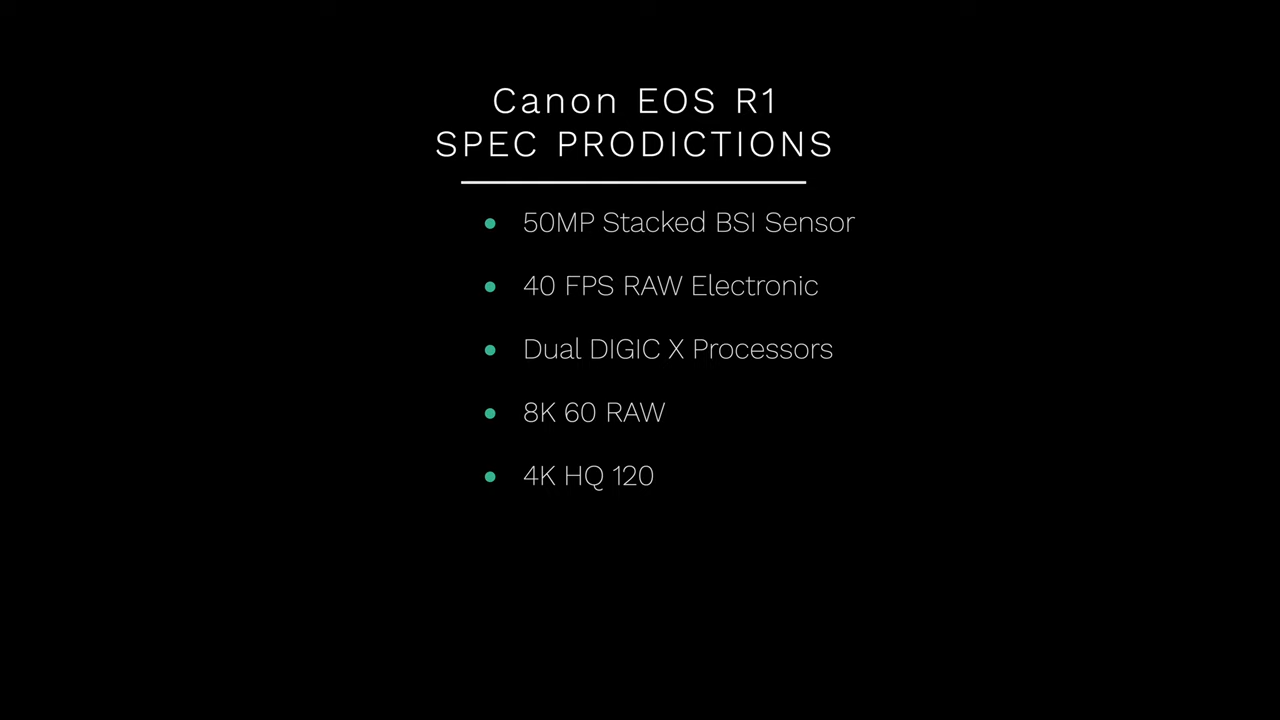 Canon EOS R1
SPEC PRODICTIONS
50MP Stacked BSI Sensor
40 FPS RAW Electronic
Dual DIGIC X Processors
8K 60 RAW
4K HQ 120